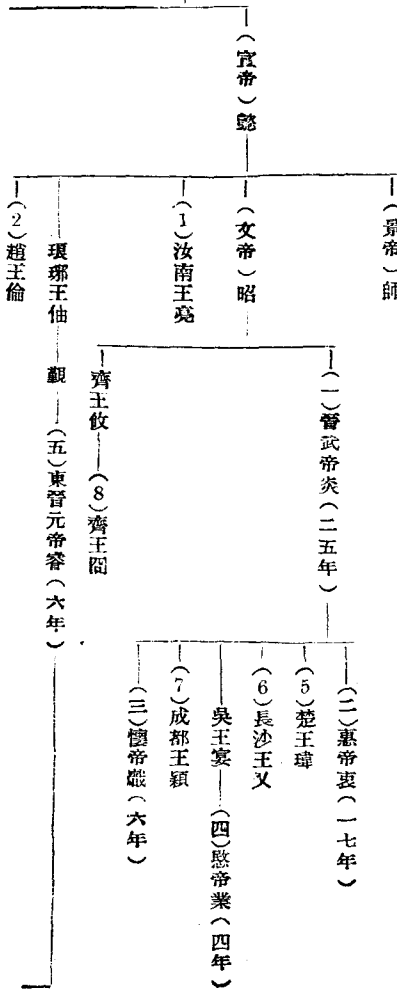 (宣帝)懿
(景帝)師
(文帝)昭
(1)汝南王亮
琅琊王伷
覲
(五)東晉元帝睿(六年)
(2)趙王倫
(一)晉武帝炎(二五年)
齊王攸
(8)齊王冏
(二)惠帝衷(一七年)
(5)楚王瑋
(6)長沙王乂
吳王宴
(四)愍帝業(四年)
(7)成都王穎
(三)懷帝熾(六年)